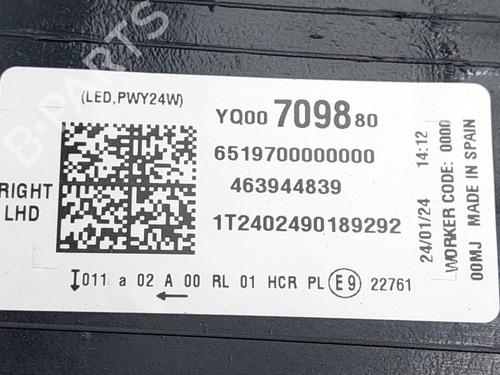 (LED,PWY24W)
YQ00 7098 80
6519700000000
463944839
1T2402490189292
RIGHT
LHD
011 a 02 A 00 RL 01 HCR PL E9 22761
24/01/24 14:12
WORKER CODE: 0000
00MJ MADE IN SPAIN
B-PARTS